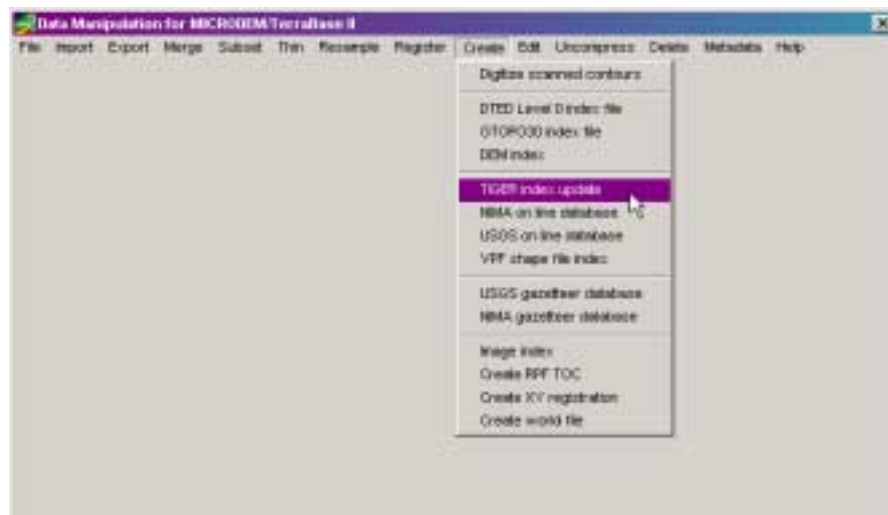 Data Manipulation for MICRODEM/TerraBase II
File Import Export Merge Subset Thin Resample Register Create Edit Uncompress Delete Metadata Help
Digitize scanned contours
DTED Level 0 index file
GTOPO30 index file
DEM index
TIGER index update
NIMA on line database
USGS on line database
VPF shape file index
USGS gazetteer database
NIMA gazetteer database
Image index
Create RPF TOC
Create XY registration
Create world file